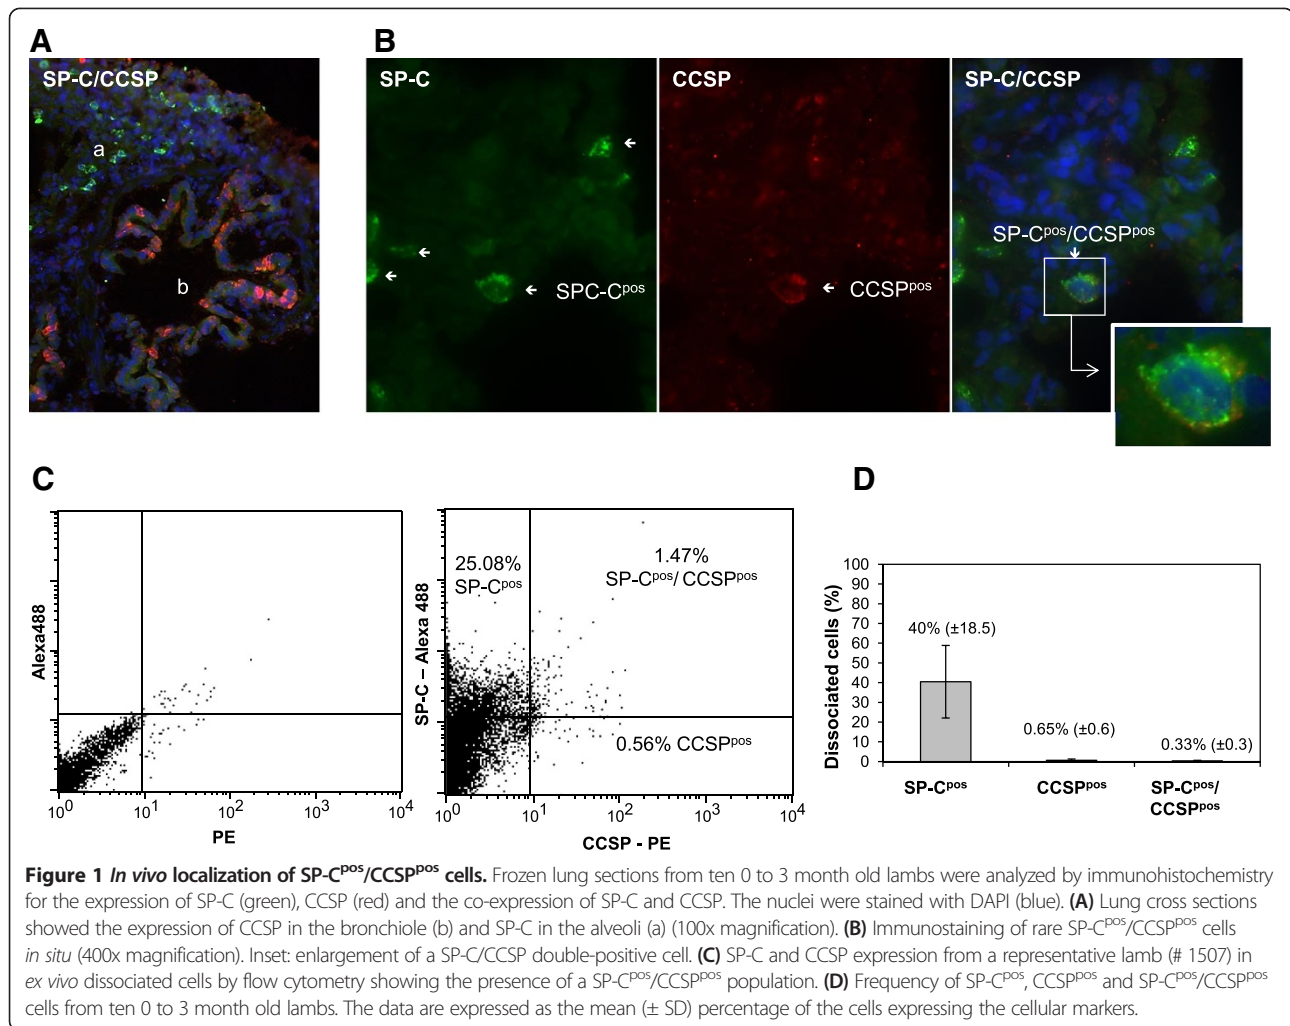 A
B
SP-C/CCSP
a
b
SP-C
CCSP
SP-C/CCSP
SPC-Cpos
CCSPpos
SP-Cpos/CCSPpos
C
D
Alexa488
10⁰ 10¹ 10² 10³ 10⁴
PE
SP-C – Alexa 488
25.08%
SP-Cpos
1.47%
SP-Cpos/ CCSPpos
0.56% CCSPpos
10⁰ 10¹ 10² 10³ 10⁴
CCSP - PE
Dissociated cells (%)
100
90
80
70
60
50
40
30
20
10
0
40% (±18.5)
0.65% (±0.6)
0.33% (±0.3)
SP-Cpos
CCSPpos
SP-Cpos/
CCSPpos
Figure 1 In vivo localization of SP-Cpos/CCSPpos cells. Frozen lung sections from ten 0 to 3 month old lambs were analyzed by immunohistochemistry
for the expression of SP-C (green), CCSP (red) and the co-expression of SP-C and CCSP. The nuclei were stained with DAPI (blue). (A) Lung cross sections
showed the expression of CCSP in the bronchiole (b) and SP-C in the alveoli (a) (100x magnification). (B) Immunostaining of rare SP-Cpos/CCSPpos cells
in situ (400x magnification). Inset: enlargement of a SP-C/CCSP double-positive cell. (C) SP-C and CCSP expression from a representative lamb (# 1507) in
ex vivo dissociated cells by flow cytometry showing the presence of a SP-Cpos/CCSPpos population. (D) Frequency of SP-Cpos, CCSPpos and SP-Cpos/CCSPpos
cells from ten 0 to 3 month old lambs. The data are expressed as the mean (± SD) percentage of the cells expressing the cellular markers.